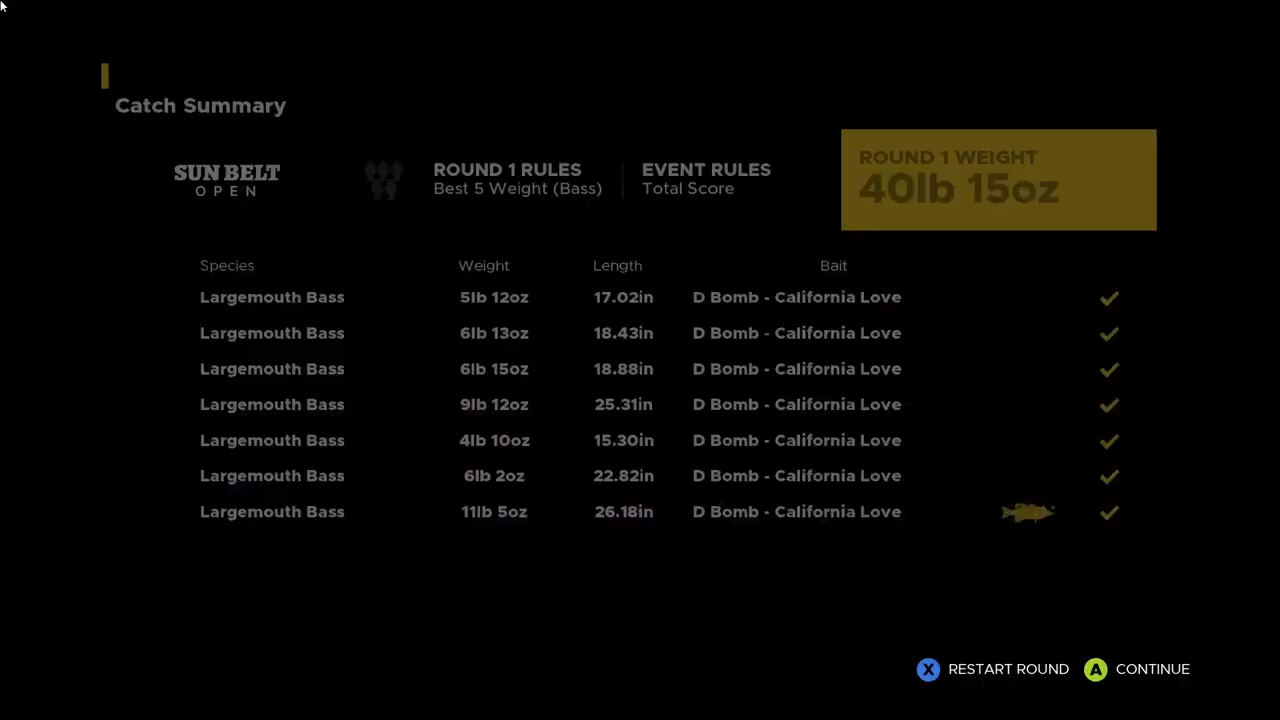 Catch Summary
SUN BELT
OPEN
ROUND 1 RULES
Best 5 Weight (Bass)
EVENT RULES
Total Score
ROUND 1 WEIGHT
40lb 15oz
Species Weight Length Bait
Largemouth Bass 5lb 12oz 17.02in D Bomb - California Love
Largemouth Bass 6lb 13oz 18.43in D Bomb - California Love
Largemouth Bass 6lb 15oz 18.88in D Bomb - California Love
Largemouth Bass 9lb 12oz 25.31in D Bomb - California Love
Largemouth Bass 4lb 10oz 15.30in D Bomb - California Love
Largemouth Bass 6lb 2oz 22.82in D Bomb - California Love
Largemouth Bass 11lb 5oz 26.18in D Bomb - California Love
X RESTART ROUND A CONTINUE